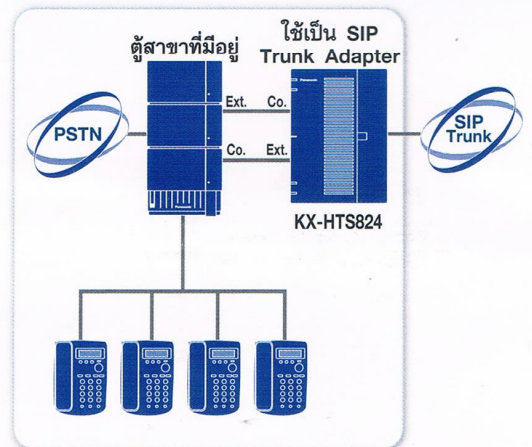 ตู้สาขาที่มีอยู่
ใช้เป็น SIP
Trunk Adapter
PSTN
Ext. Co.
Co. Ext.
SIP
Trunk
Panasonic
KX-HTS824